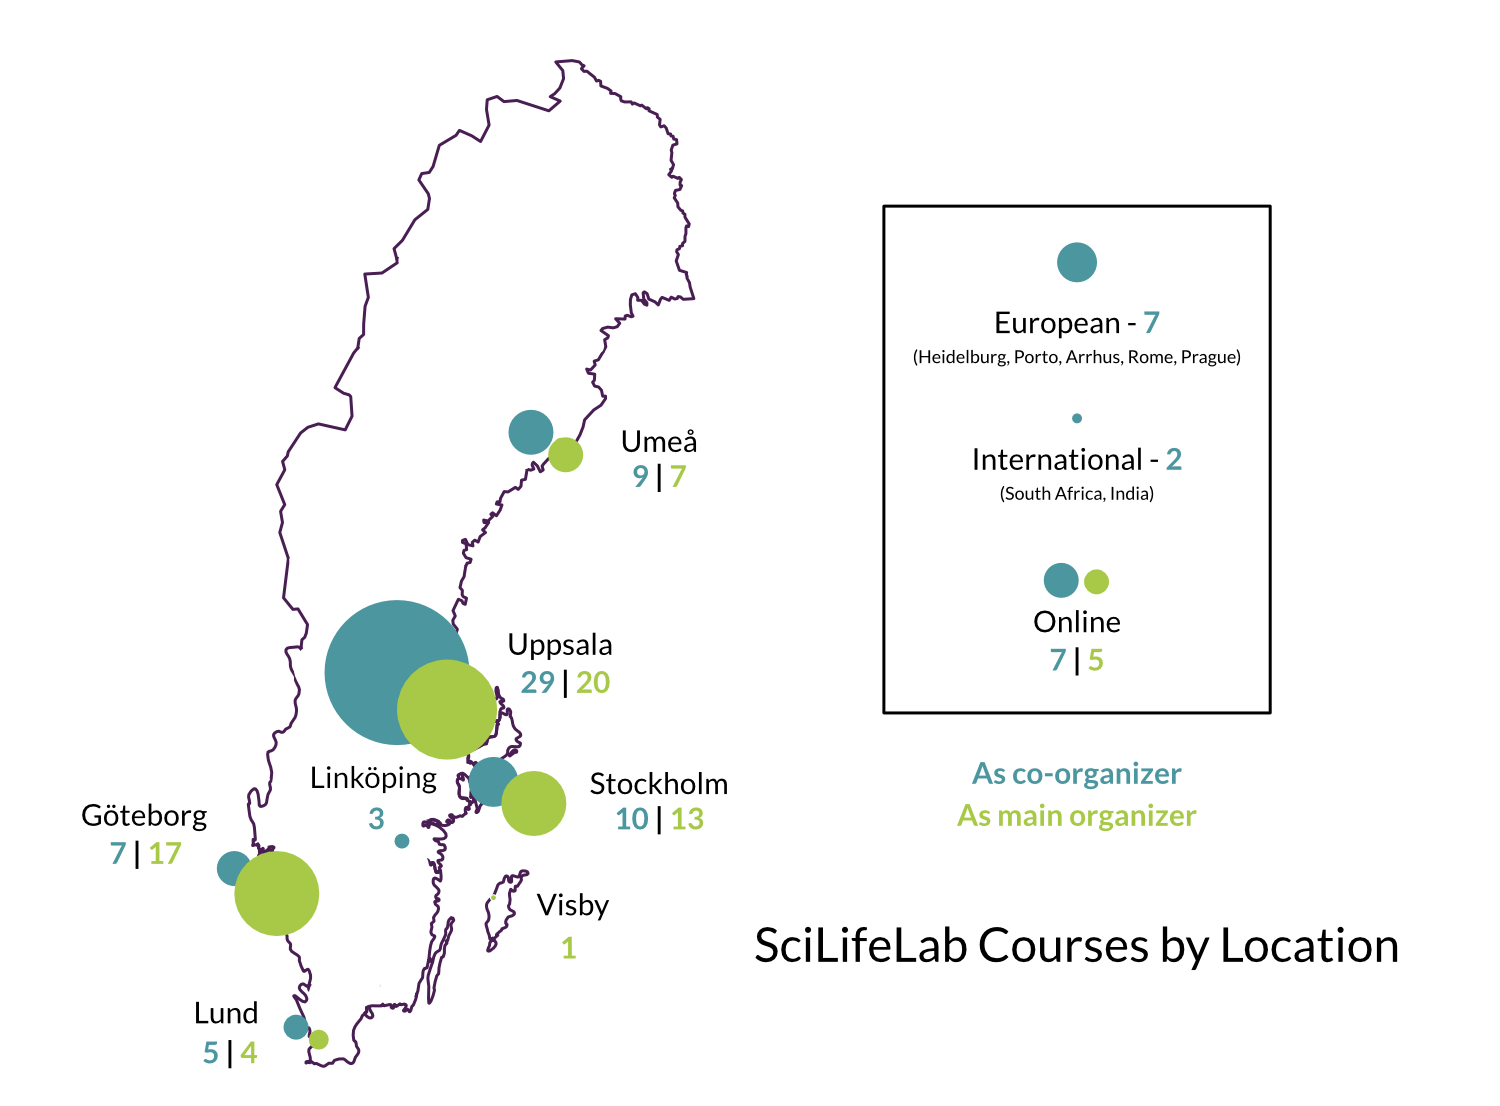 Umeå
9 | 7
Uppsala
29 | 20
Linköping
3
Stockholm
10 | 13
Göteborg
7 | 17
Visby
1
Lund
5 | 4
European - 7
(Heidelburg, Porto, Arrhus, Rome, Prague)
International - 2
(South Africa, India)
Online
7 | 5
As co-organizer
As main organizer
SciLifeLab Courses by Location